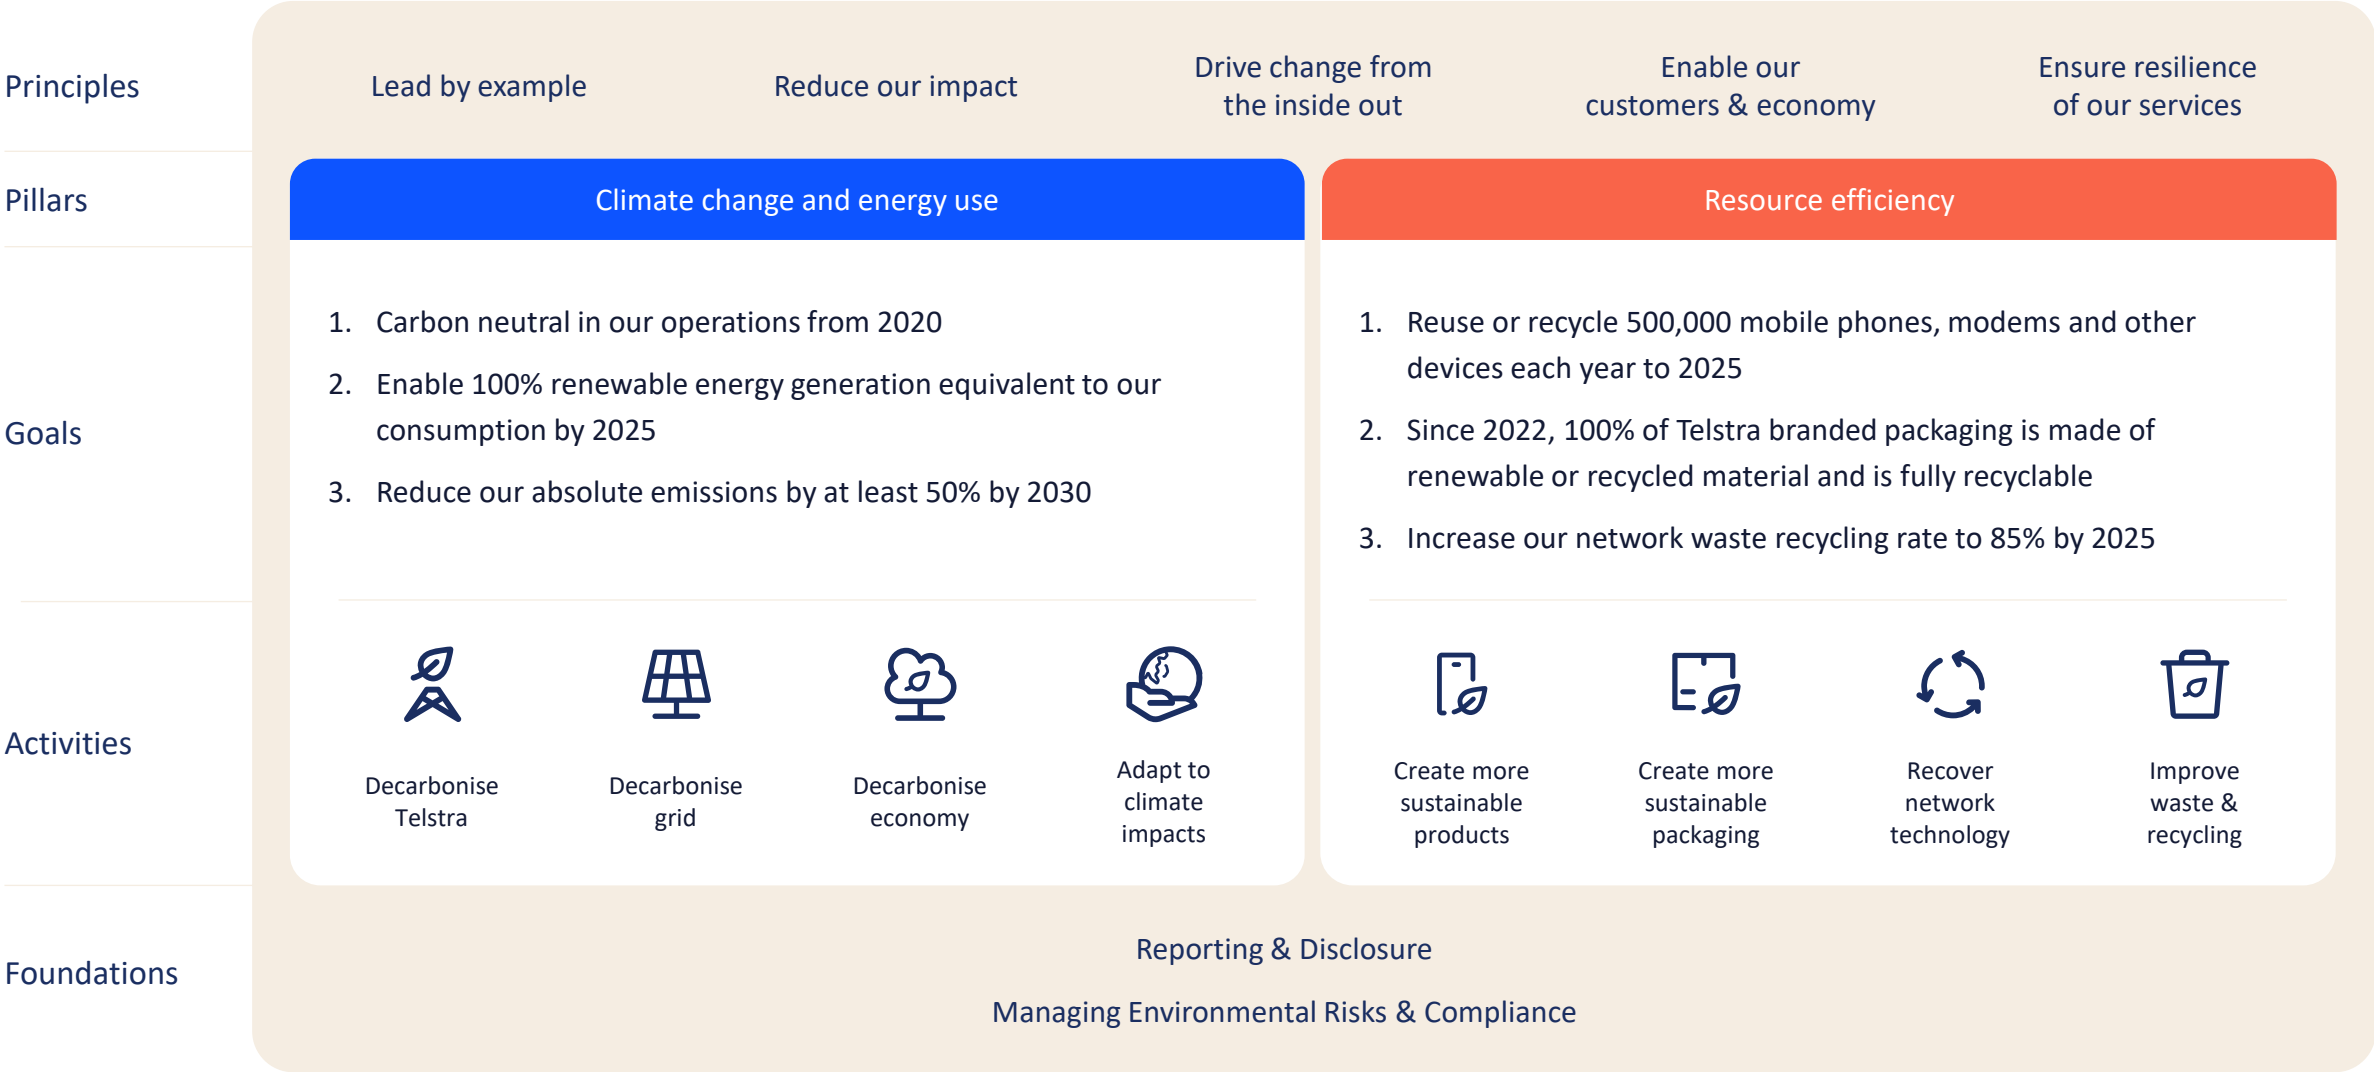 Principles
Lead by example
Reduce our impact
Drive change from
the inside out
Enable our
customers & economy
Ensure resilience
of our services
Pillars
Climate change and energy use
Resource efficiency
Goals
1. Carbon neutral in our operations from 2020
2. Enable 100% renewable energy generation equivalent to our
consumption by 2025
3. Reduce our absolute emissions by at least 50% by 2030
1. Reuse or recycle 500,000 mobile phones, modems and other
devices each year to 2025
2. Since 2022, 100% of Telstra branded packaging is made of
renewable or recycled material and is fully recyclable
3. Increase our network waste recycling rate to 85% by 2025
Activities
Decarbonise
Telstra
Decarbonise
grid
Decarbonise
economy
Adapt to
climate
impacts
Create more
sustainable
products
Create more
sustainable
packaging
Recover
network
technology
Improve
waste &
recycling
Foundations
Reporting & Disclosure
Managing Environmental Risks & Compliance